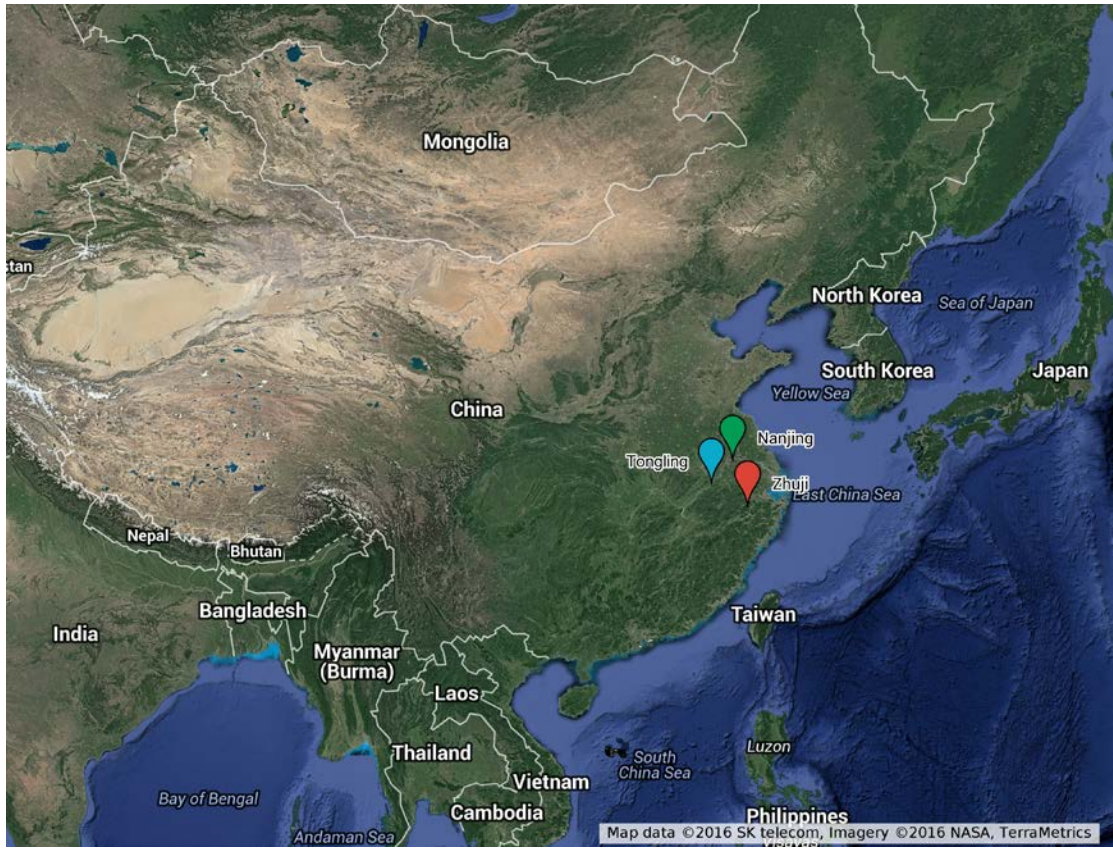 Mongolia
stan
North Korea
Sea of Japan
South Korea
Japan
Yellow Sea
China
Nanjing
Tongling
Zhuji
East China Sea
Nepal
Bhutan
Bangladesh
Taiwan
India
Myanmar
(Burma)
Laos
Thailand
Luzon
South
China Sea
Vietnam
Bay of Bengal
Cambodia
Philippines
Andaman Sea
Map data ©2016 SK telecom, Imagery ©2016 NASA, TerraMetrics